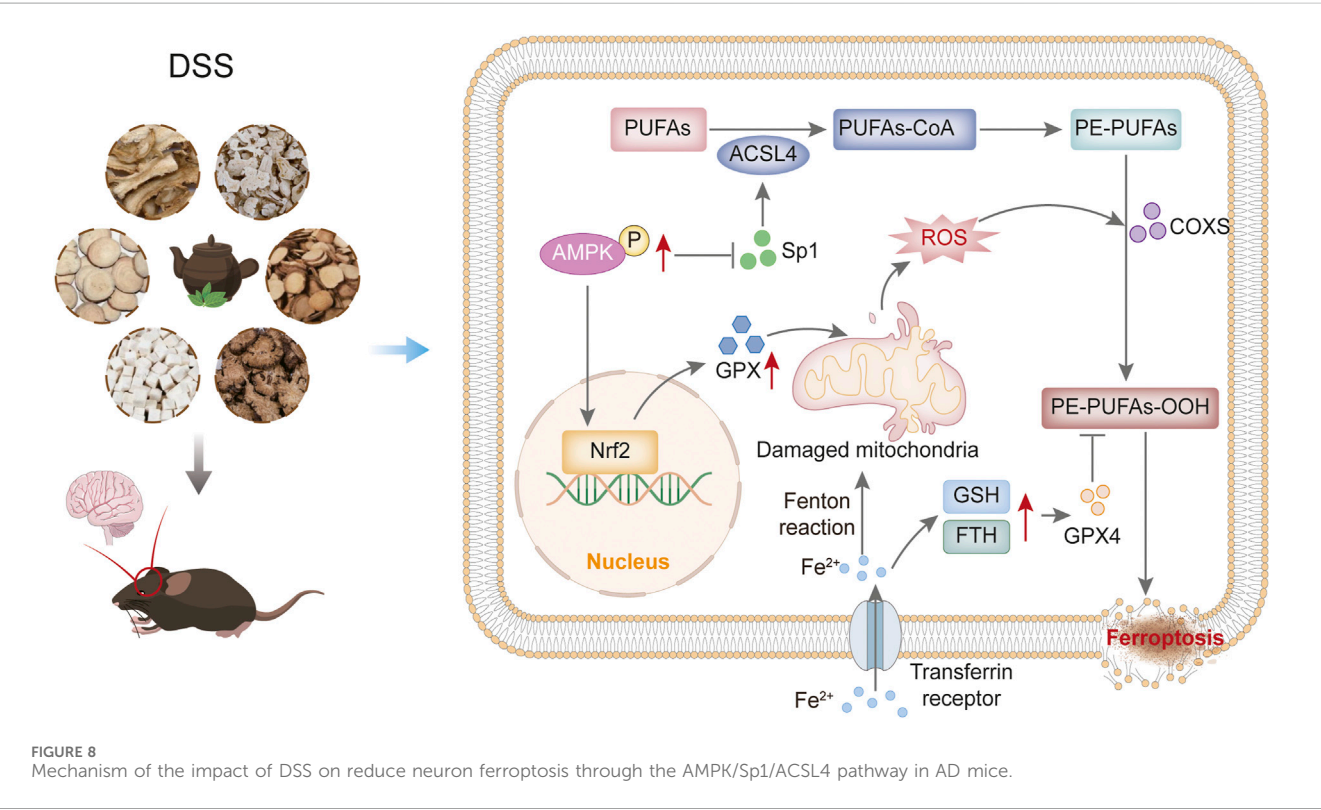 DSS
PUFAs
PUFAs-CoA
PE-PUFAs
ACSL4
AMPK
P
Sp1
ROS
COXS
GPX
Nrf2
Nucleus
Damaged mitochondria
PE-PUFAs-OOH
Fenton
reaction
GSH
FTH
GPX4
Fe²⁺
Ferroptosis
Transferrin
receptor
Fe²⁺
FIGURE 8
Mechanism of the impact of DSS on reduce neuron ferroptosis through the AMPK/Sp1/ACSL4 pathway in AD mice.